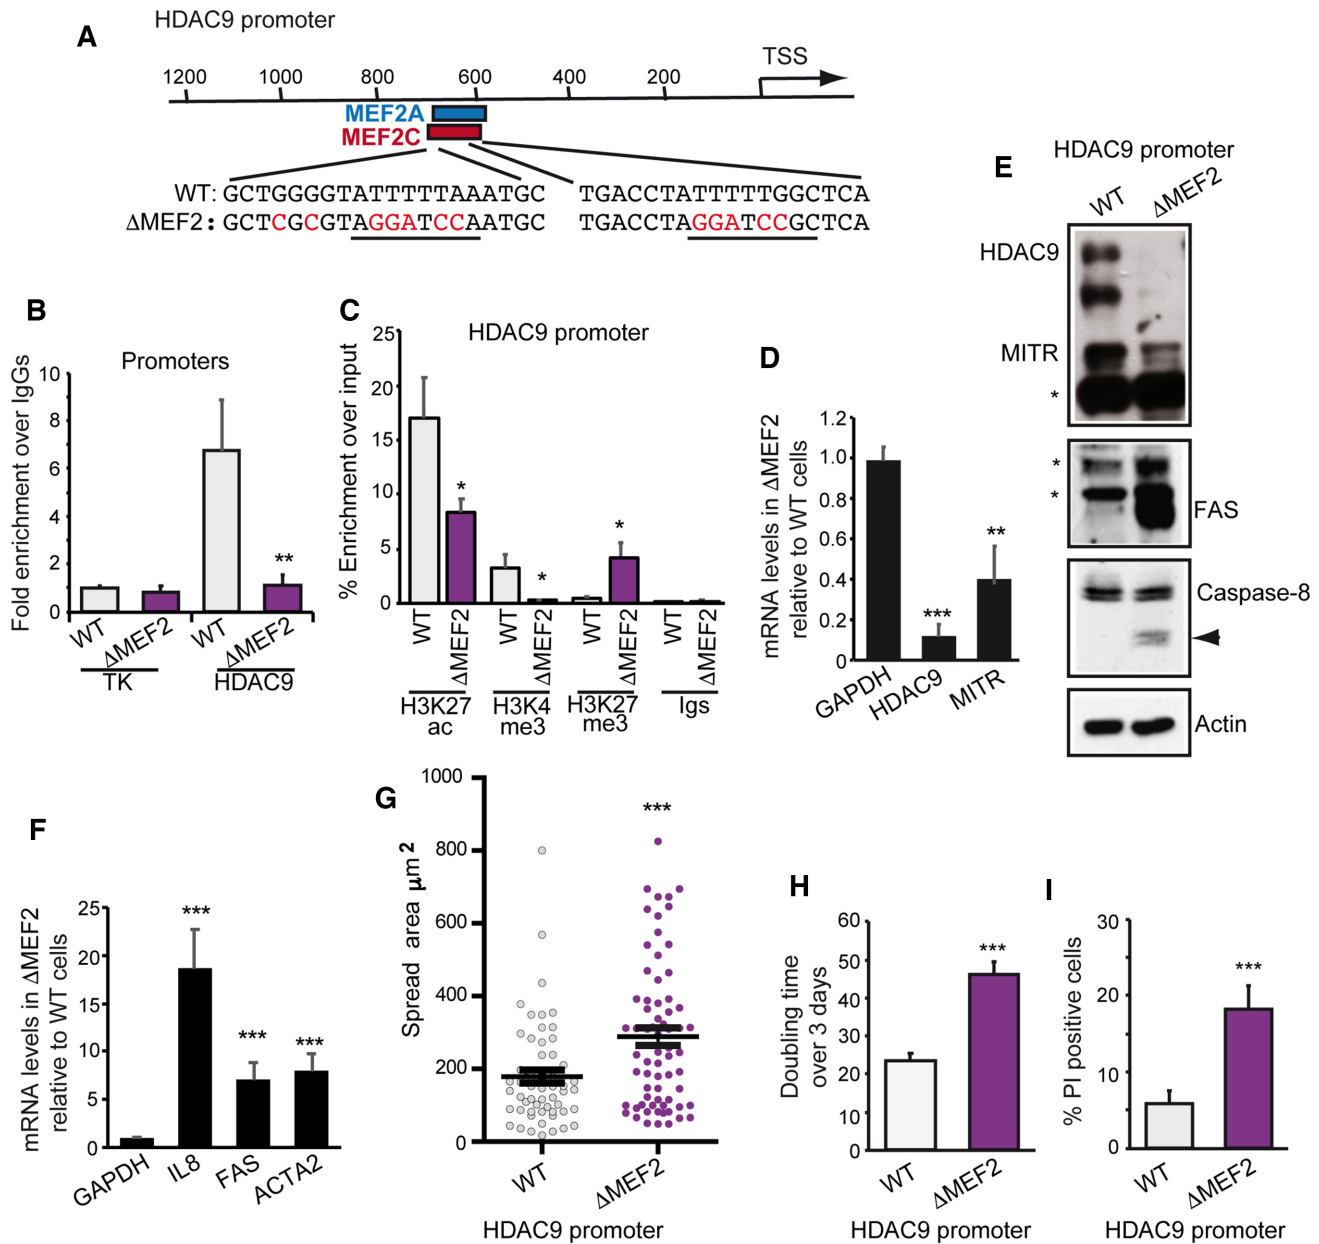 A
HDAC9 promoter
TSS
1200 1000 800 600 400 200
MEF2A
MEF2C
WT: GCTGGGGTATTTTTAAATGC TGACCTATTTTTGGCTCA
ΔMEF2: GCTCGCGTAGGATCCAATGC TGACCTAGGATCCGCTCA
B
Promoters
Fold enrichment over IgGs
10
8
6
4
2
0
**
WT ΔMEF2 WT ΔMEF2
TK HDAC9
C
HDAC9 promoter
% Enrichment over input
25
20
15
10
5
0
* * *
WT ΔMEF2 WT ΔMEF2 WT ΔMEF2 WT ΔMEF2
H3K27 ac
H3K4 me3
H3K27 me3
Igs
D
mRNA levels in ΔMEF2
relative to WT cells
1.2
1.0
0.8
0.6
0.4
0.2
0
*** **
GAPDH HDAC9 MITR
E
HDAC9 promoter
WT ΔMEF2
HDAC9
MITR
*
*
*
FAS
Caspase-8
Actin
F
mRNA levels in ΔMEF2
relative to WT cells
25
20
15
10
5
0
*** *** ***
GAPDH IL8 FAS ACTA2
G
Spread area µm2
1000
800
600
400
200
0
***
WT ΔMEF2
HDAC9 promoter
H
Doubling time
over 3 days
60
50
40
30
20
10
0
***
WT ΔMEF2
HDAC9 promoter
I
% PI positive cells
30
20
10
0
***
WT ΔMEF2
HDAC9 promoter